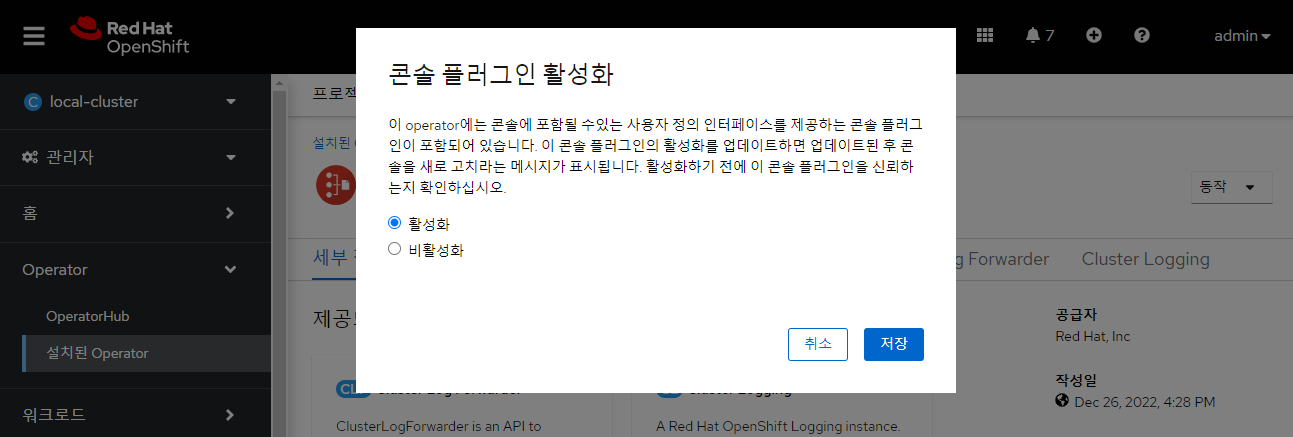 Red Hat
OpenShift
7
admin
C local-cluster
관리자
홈
Operator
OperatorHub
설치된 Operator
워크로드
프로젝
설치된
동작
세부
g Forwarder
Cluster Logging
제공
콘솔 플러그인 활성화
이 operator에는 콘솔에 포함될 수있는 사용자 정의 인터페이스를 제공하는 콘솔 플러그
인이 포함되어 있습니다. 이 콘솔 플러그인의 활성화를 업데이트하면 업데이트된 후 콘
솔을 새로 고치라는 메시지가 표시됩니다. 활성화하기 전에 이 콘솔 플러그인을 신뢰하
는지 확인하십시오.
활성화
비활성화
취소
저장
공급자
Red Hat, Inc
작성일
Dec 26, 2022, 4:28 PM
Cluster Log Forwarder
ClusterLogForwarder is an API to
Cluster Logging
A Red Hat OpenShift Logging instance.